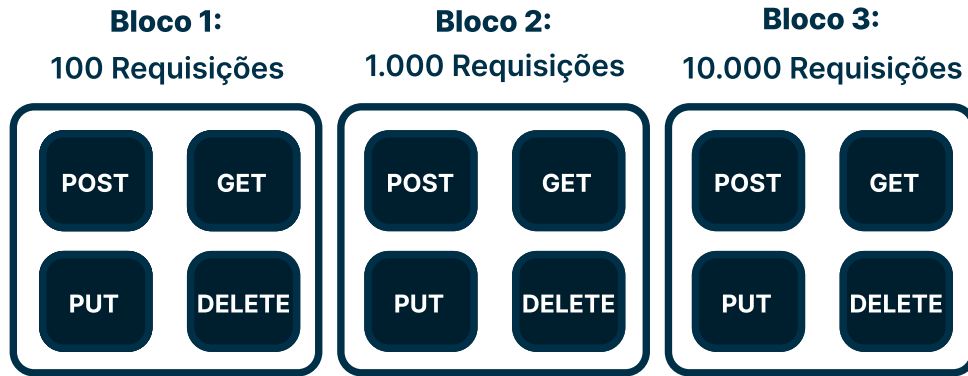 Bloco 1:
100 Requisições
POST
GET
PUT
DELETE
Bloco 2:
1.000 Requisições
POST
GET
PUT
DELETE
Bloco 3:
10.000 Requisições
POST
GET
PUT
DELETE